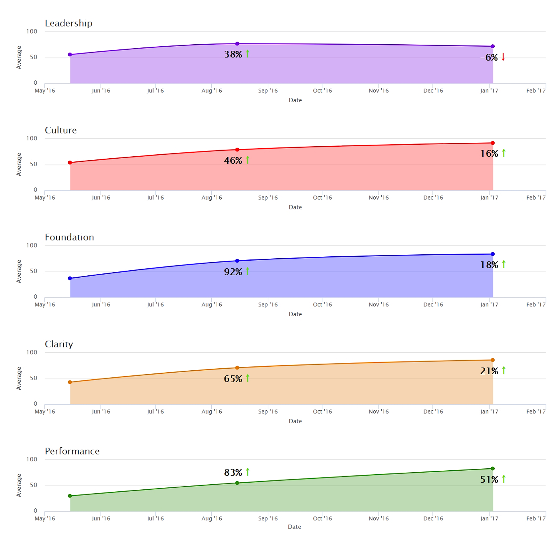 Leadership
100
38% ↑
6% ↓
50
Average
0
May '16 Jun '16 Jul '16 Aug '16 Sep '16 Oct '16 Nov '16 Dec '16 Jan '17 Feb '17
Date
Culture
100
46% ↑
16% ↑
50
Average
0
May '16 Jun '16 Jul '16 Aug '16 Sep '16 Oct '16 Nov '16 Dec '16 Jan '17 Feb '17
Date
Foundation
100
92% ↑
18% ↑
50
Average
0
May '16 Jun '16 Jul '16 Aug '16 Sep '16 Oct '16 Nov '16 Dec '16 Jan '17 Feb '17
Date
Clarity
100
65% ↑
21% ↑
50
Average
0
May '16 Jun '16 Jul '16 Aug '16 Sep '16 Oct '16 Nov '16 Dec '16 Jan '17 Feb '17
Date
Performance
100
83% ↑
51% ↑
50
Average
0
May '16 Jun '16 Jul '16 Aug '16 Sep '16 Oct '16 Nov '16 Dec '16 Jan '17 Feb '17
Date